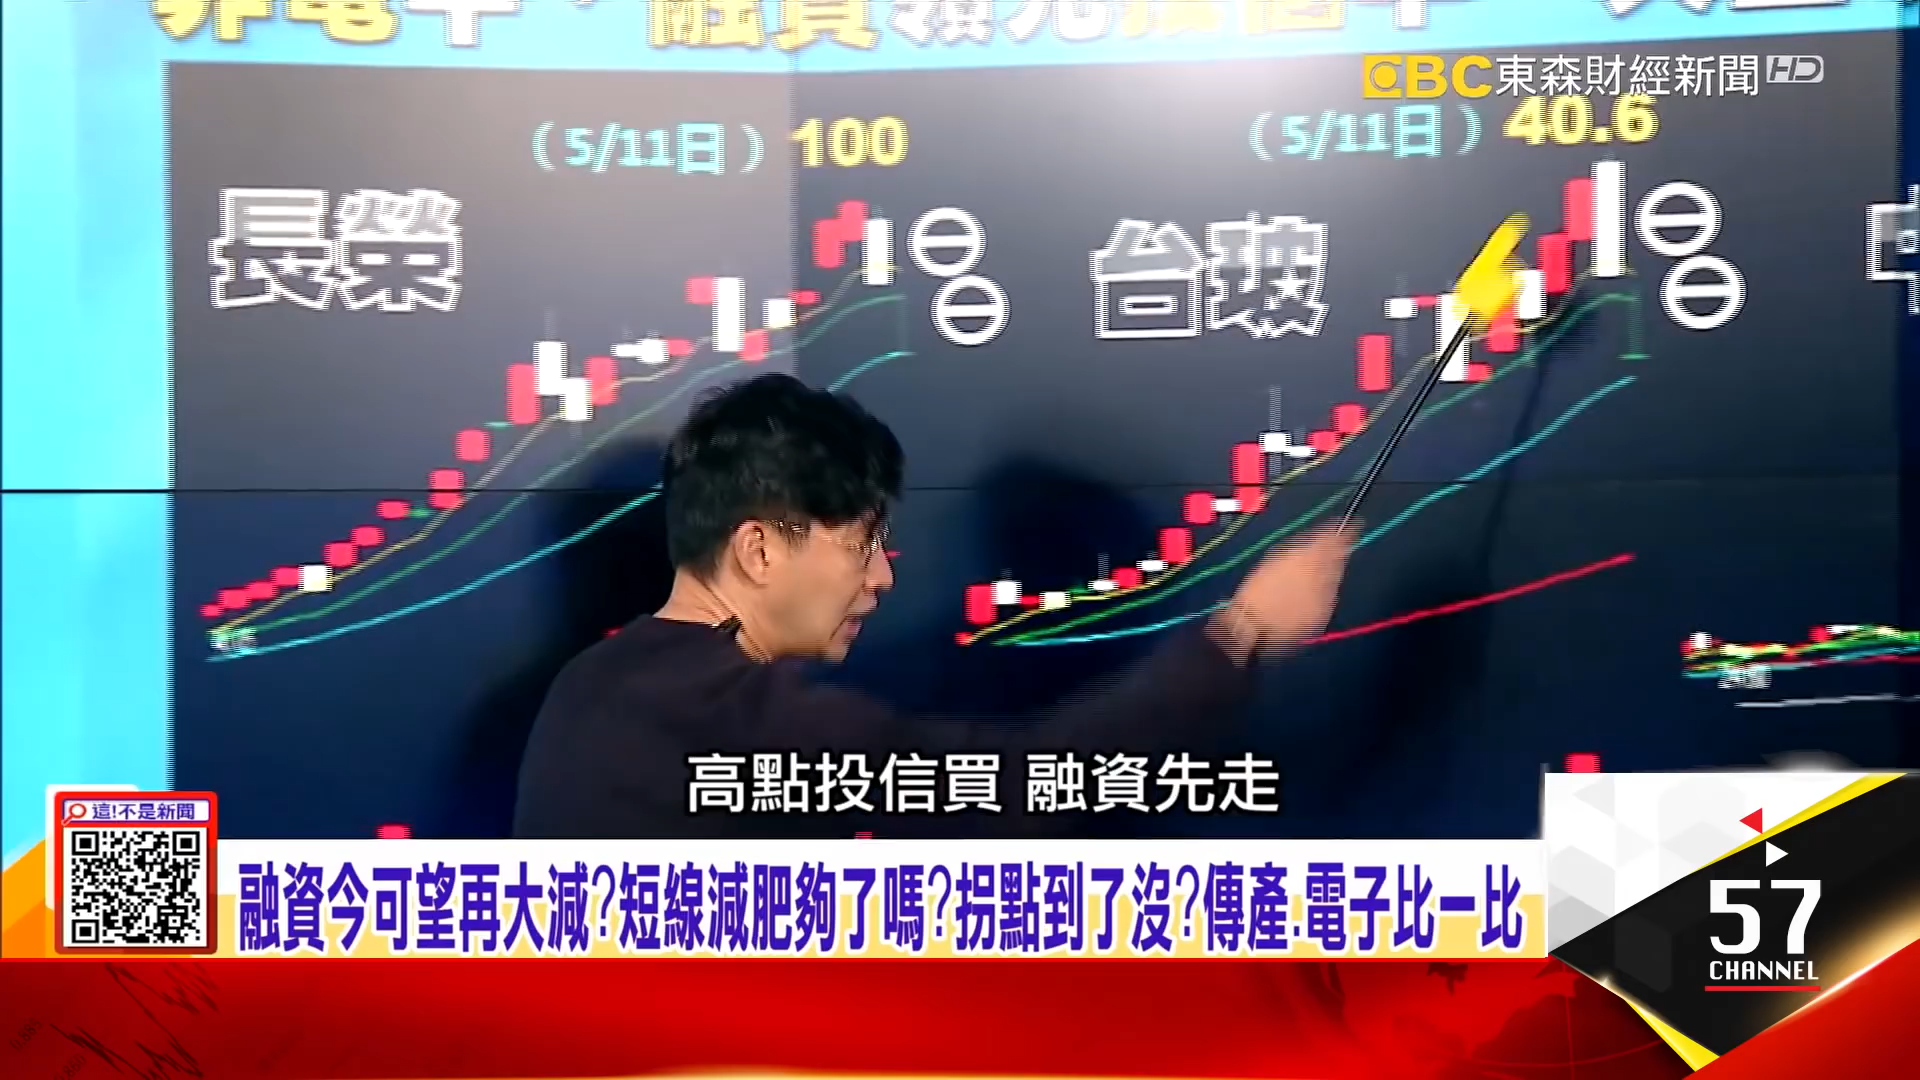 非電
EBC東森財經新聞HD
(5/11日) 100
(5/11日) 40.6
長榮
台玻
高點投信買 融資先走
這!不是新聞
融資今可望再大減?短線減肥夠了嗎?拐點到了沒?傳產.電子比一比
57
CHANNEL